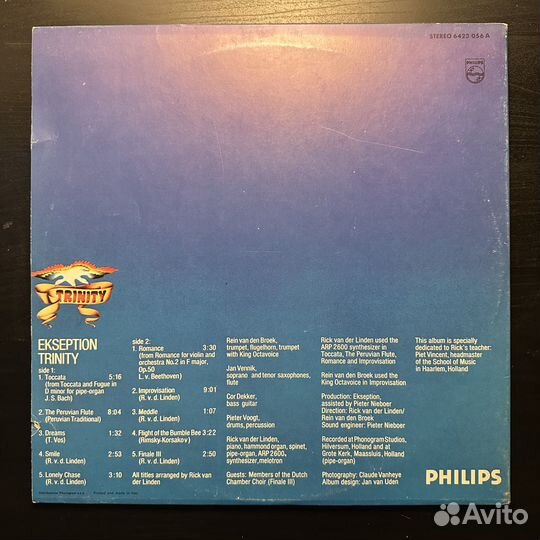 STEREO 6423 056 A
PHILIPS
TRINITY
EKSEPTION
TRINITY
side 1:
1. Toccata 5:16
(from Toccata and Fugue in
D minor for pipe-organ
J. S. Bach)
2. The Peruvian Flute 8:04
(Peruvian Traditional)
3. Dreams 1:32
(T. Vos)
4. Smile 2:53
(R. v. d. Linden)
5. Lonely Chase 3:10
(R. v. d. Linden)
side 2:
1. Romance 3:30
(from Romance for violin and
orchestra No. 2 in F major,
Op.50
L. v. Beethoven)
2. Improvisation 9:01
(R. v. d. Linden)
3. Meddle 1:07
(R. v. d. Linden)
4. Flight of the Bumble Bee 3:22
(Rimsky-Korsakov)
5. Finale III 2:50
(R. v. d. Linden)
All titles arranged by Rick van
der Linden
Rein van den Broek,
trumpet, flugelhorn, trumpet
with King Octavoice
Jan Vennik,
soprano and tenor saxophones,
flute
Cor Dekker,
bass guitar
Pieter Voogt,
drums, percussion
Rick van der Linden,
piano, hammond organ, spinet,
pipe-organ, ARP 2600,
synthesizer, melotron
Guests: Members of the Dutch
Chamber Choir (Finale III)
Rick van der Linden used the
ARP 2600 synthesizer in
Toccata, The Peruvian Flute,
Romance and Improvisation
Rein van den Broek used the
King Octavoice in Improvisation
Production: Ekseption,
assisted by Pieter Nieboer
Direction: Rick van der Linden/
Rein van den Broek
Sound engineer: Pieter Nieboer
Recorded at Phonogram Studios,
Hilversum, Holland and at
Grote Kerk, Maassluis, Holland
(pipe-organ)
Photography: Claude Vanheye
Album design: Jan van Uden
This album is specially
dedicated to Rick's teacher:
Piet Vincent, headmaster
of the School of Music
in Haarlem, Holland
PHILIPS
Avito